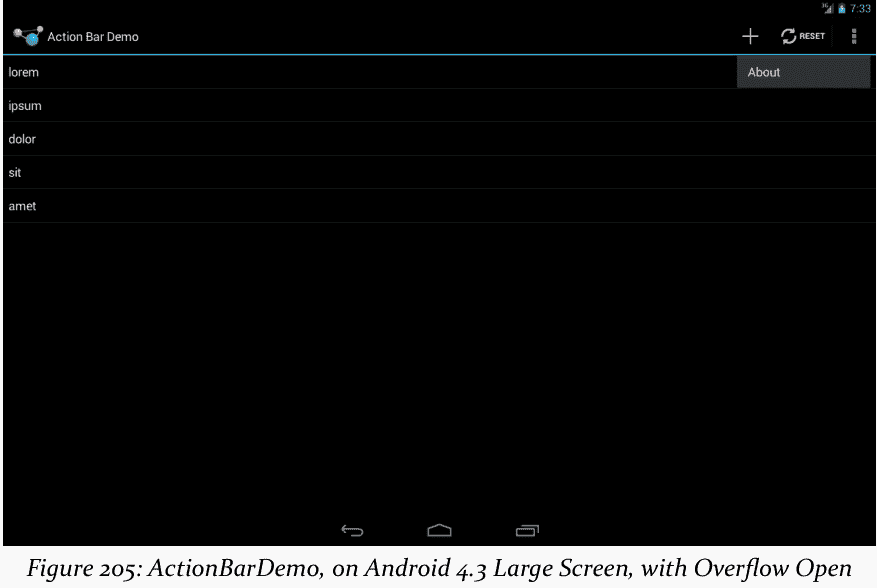 3G 7:33
Action Bar Demo RESET
lorem About
ipsum
dolor
sit
amet
Figure 205: ActionBarDemo, on Android 4.3 Large Screen, with Overflow Open